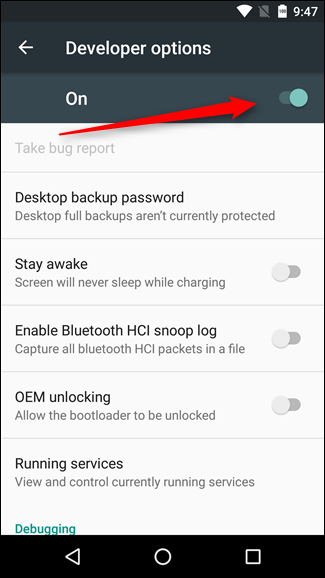 9:47
Developer options
On
Take bug report
Desktop backup password
Desktop full backups aren't currently protected
Stay awake
Screen will never sleep while charging
Enable Bluetooth HCI snoop log
Capture all bluetooth HCI packets in a file
OEM unlocking
Allow the bootloader to be unlocked
Running services
View and control currently running services
Debugging